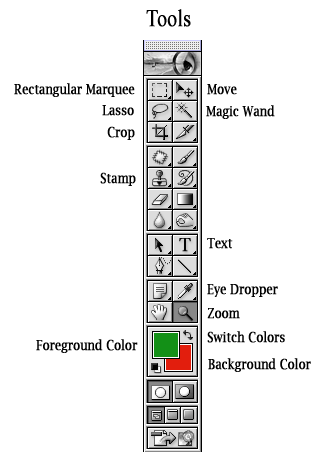 Tools
Rectangular Marquee
Move
Lasso
Magic Wand
Crop
Stamp
T
Text
Eye Dropper
Zoom
Switch Colors
Foreground Color
Background Color